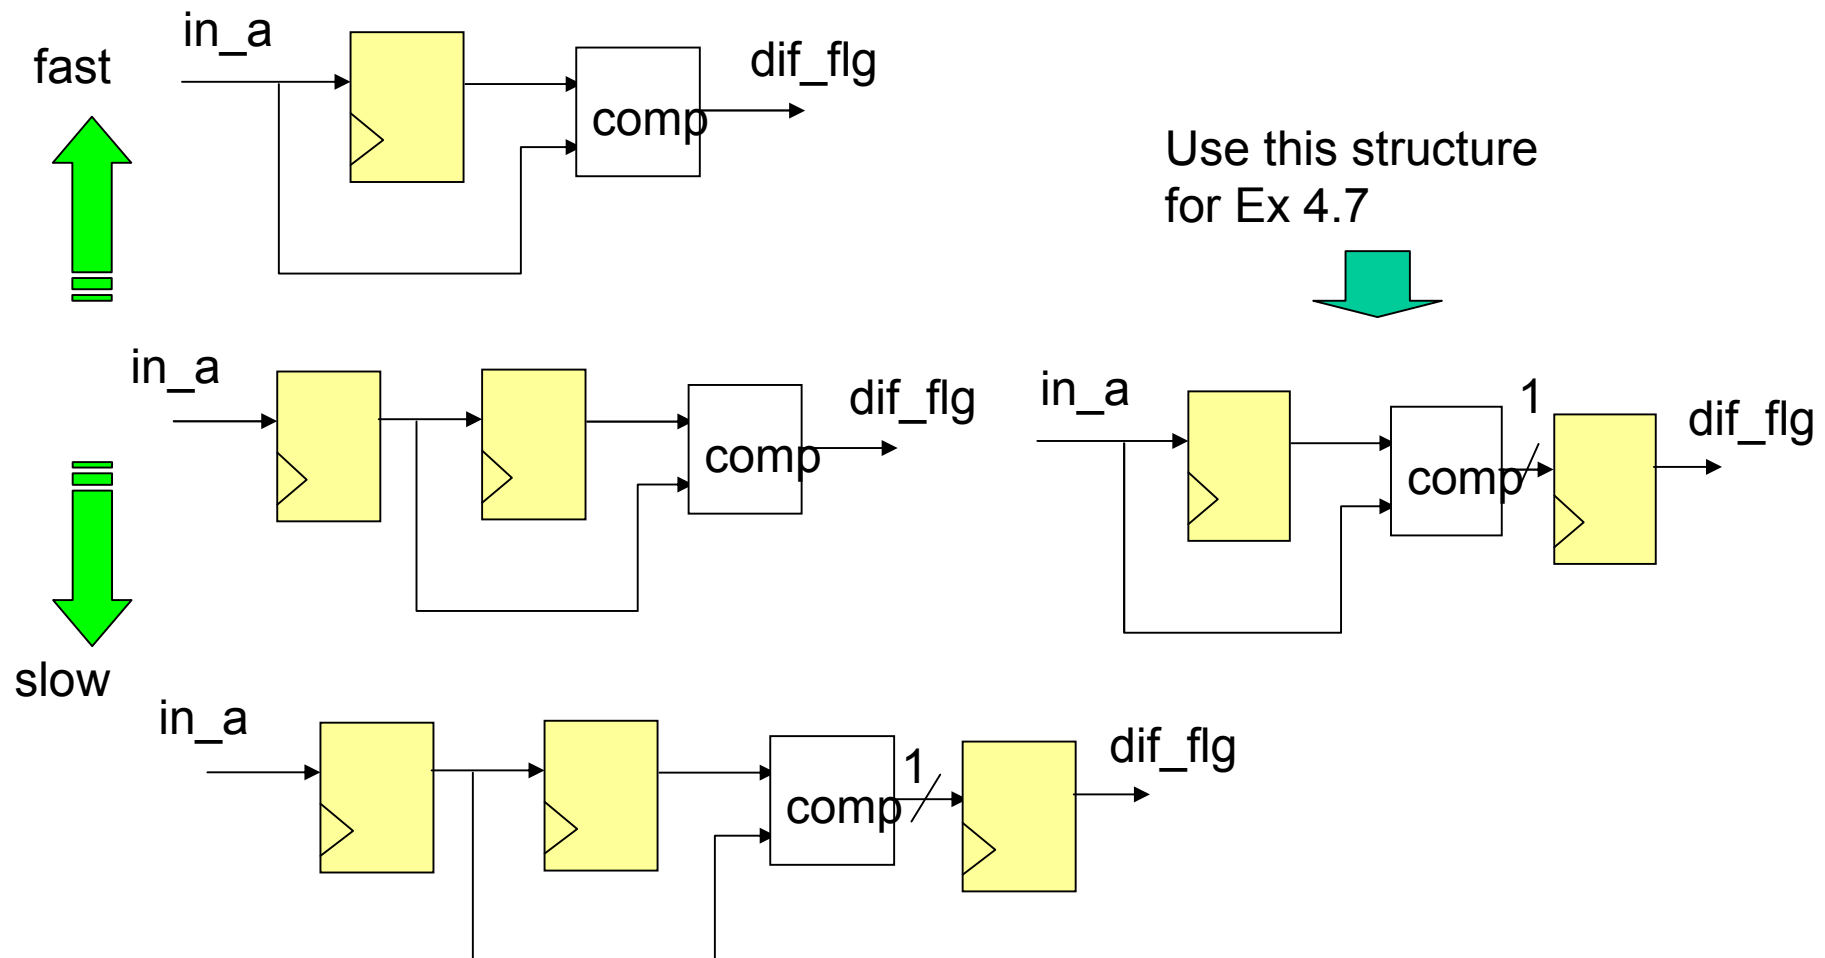 in_a
fast
dif_flg
comp
Use this structure
for Ex 4.7
in_a
dif_flg
comp
in_a
1
dif_flg
comp
slow
in_a
1
dif_flg
comp